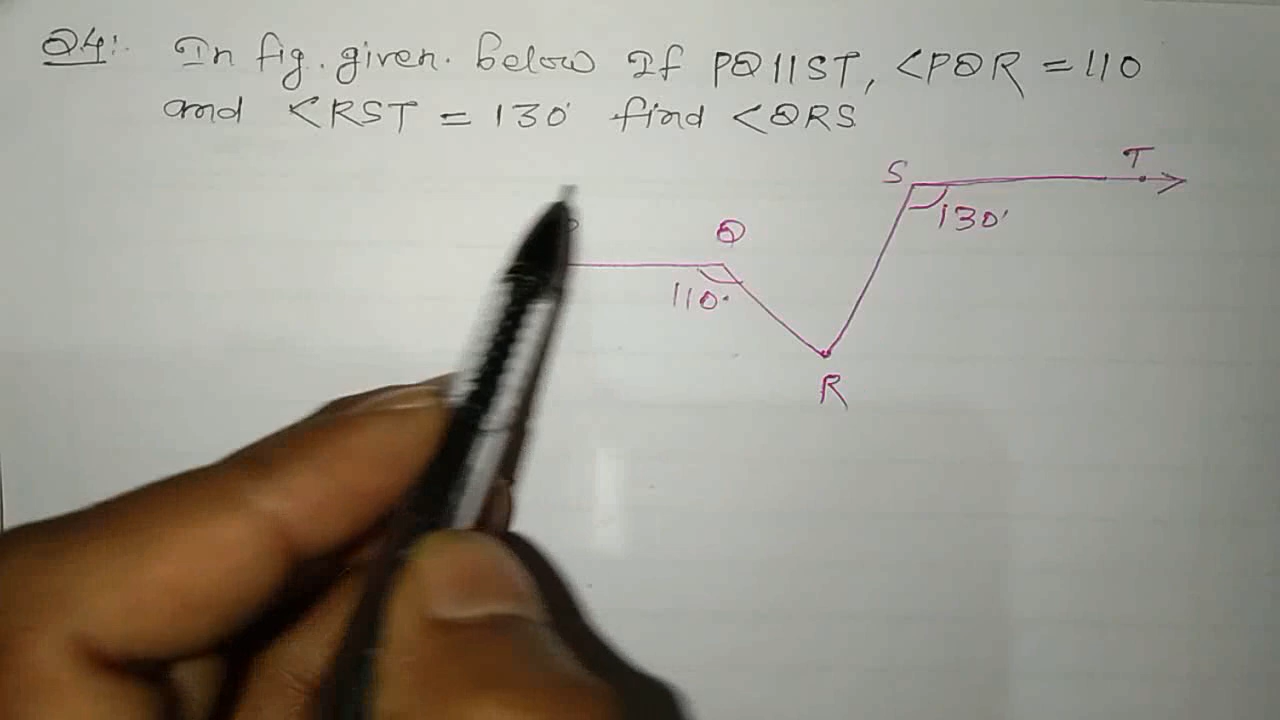 Q4:. In fig. given. below If PQ||ST, <PQR = 110
and <RST = 130° find <QRS
S
T
130°
Q
110°
R